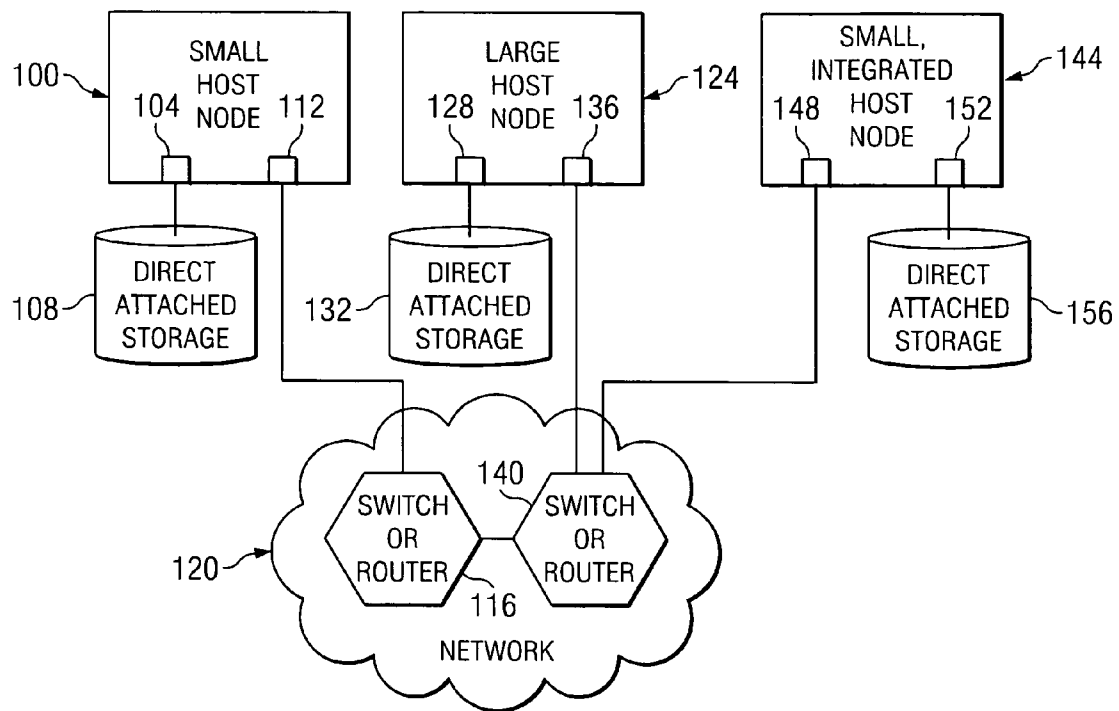 100
SMALL
HOST
NODE
104
112
LARGE
HOST
NODE
124
128
136
SMALL,
INTEGRATED
HOST
NODE
144
148
152
DIRECT
ATTACHED
STORAGE
108
DIRECT
ATTACHED
STORAGE
132
DIRECT
ATTACHED
STORAGE
156
SWITCH
OR
ROUTER
116
140
SWITCH
OR
ROUTER
120
NETWORK